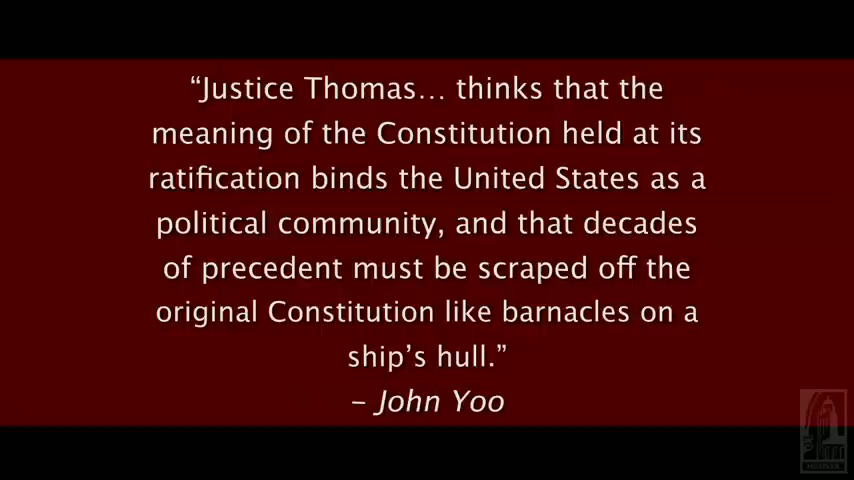 “Justice Thomas... thinks that the
meaning of the Constitution held at its
ratification binds the United States as a
political community, and that decades
of precedent must be scraped off the
original Constitution like barnacles on a
ship’s hull.”
– John Yoo
HOOVER